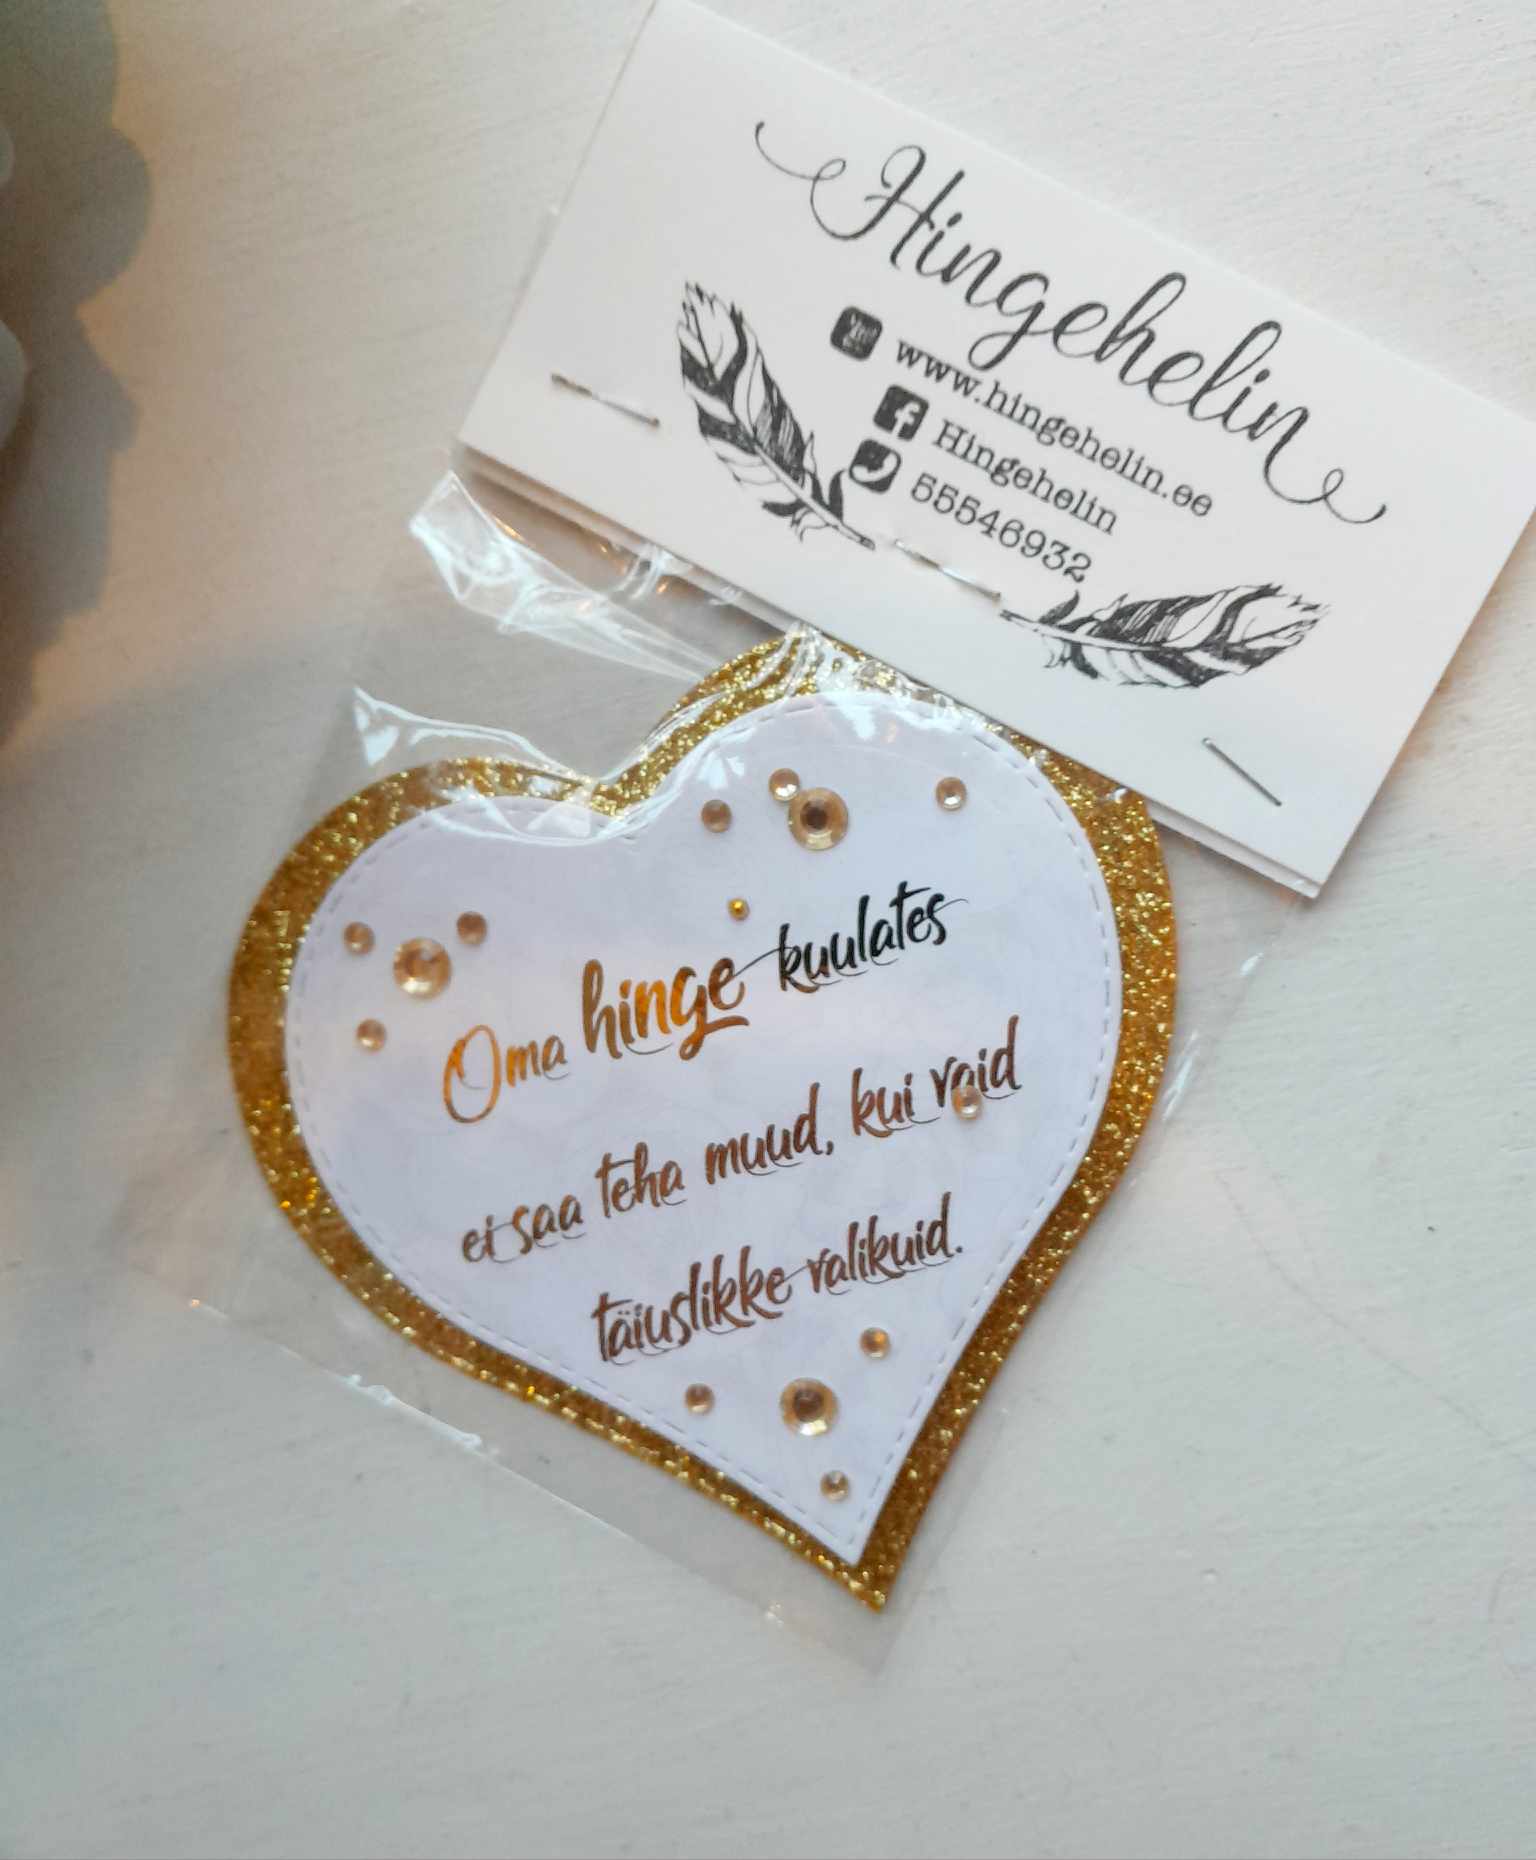 Hingehelin
www.hingehelin.ee
Hingehelin
55546932
Oma hinge kuulates
ei saa teha muud, kui vaid
täiuslikke valikuid.